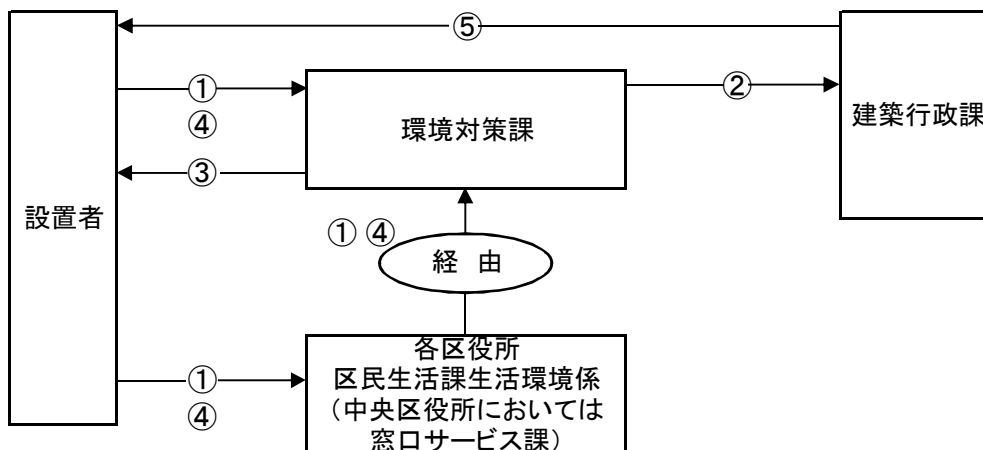 ⑤
①
④
②
環境対策課
建築行政課
③
設置者
① ④
経 由
①
④
各区役所
区民生活課生活環境係
（中央区役所においては
窓口サービス課）